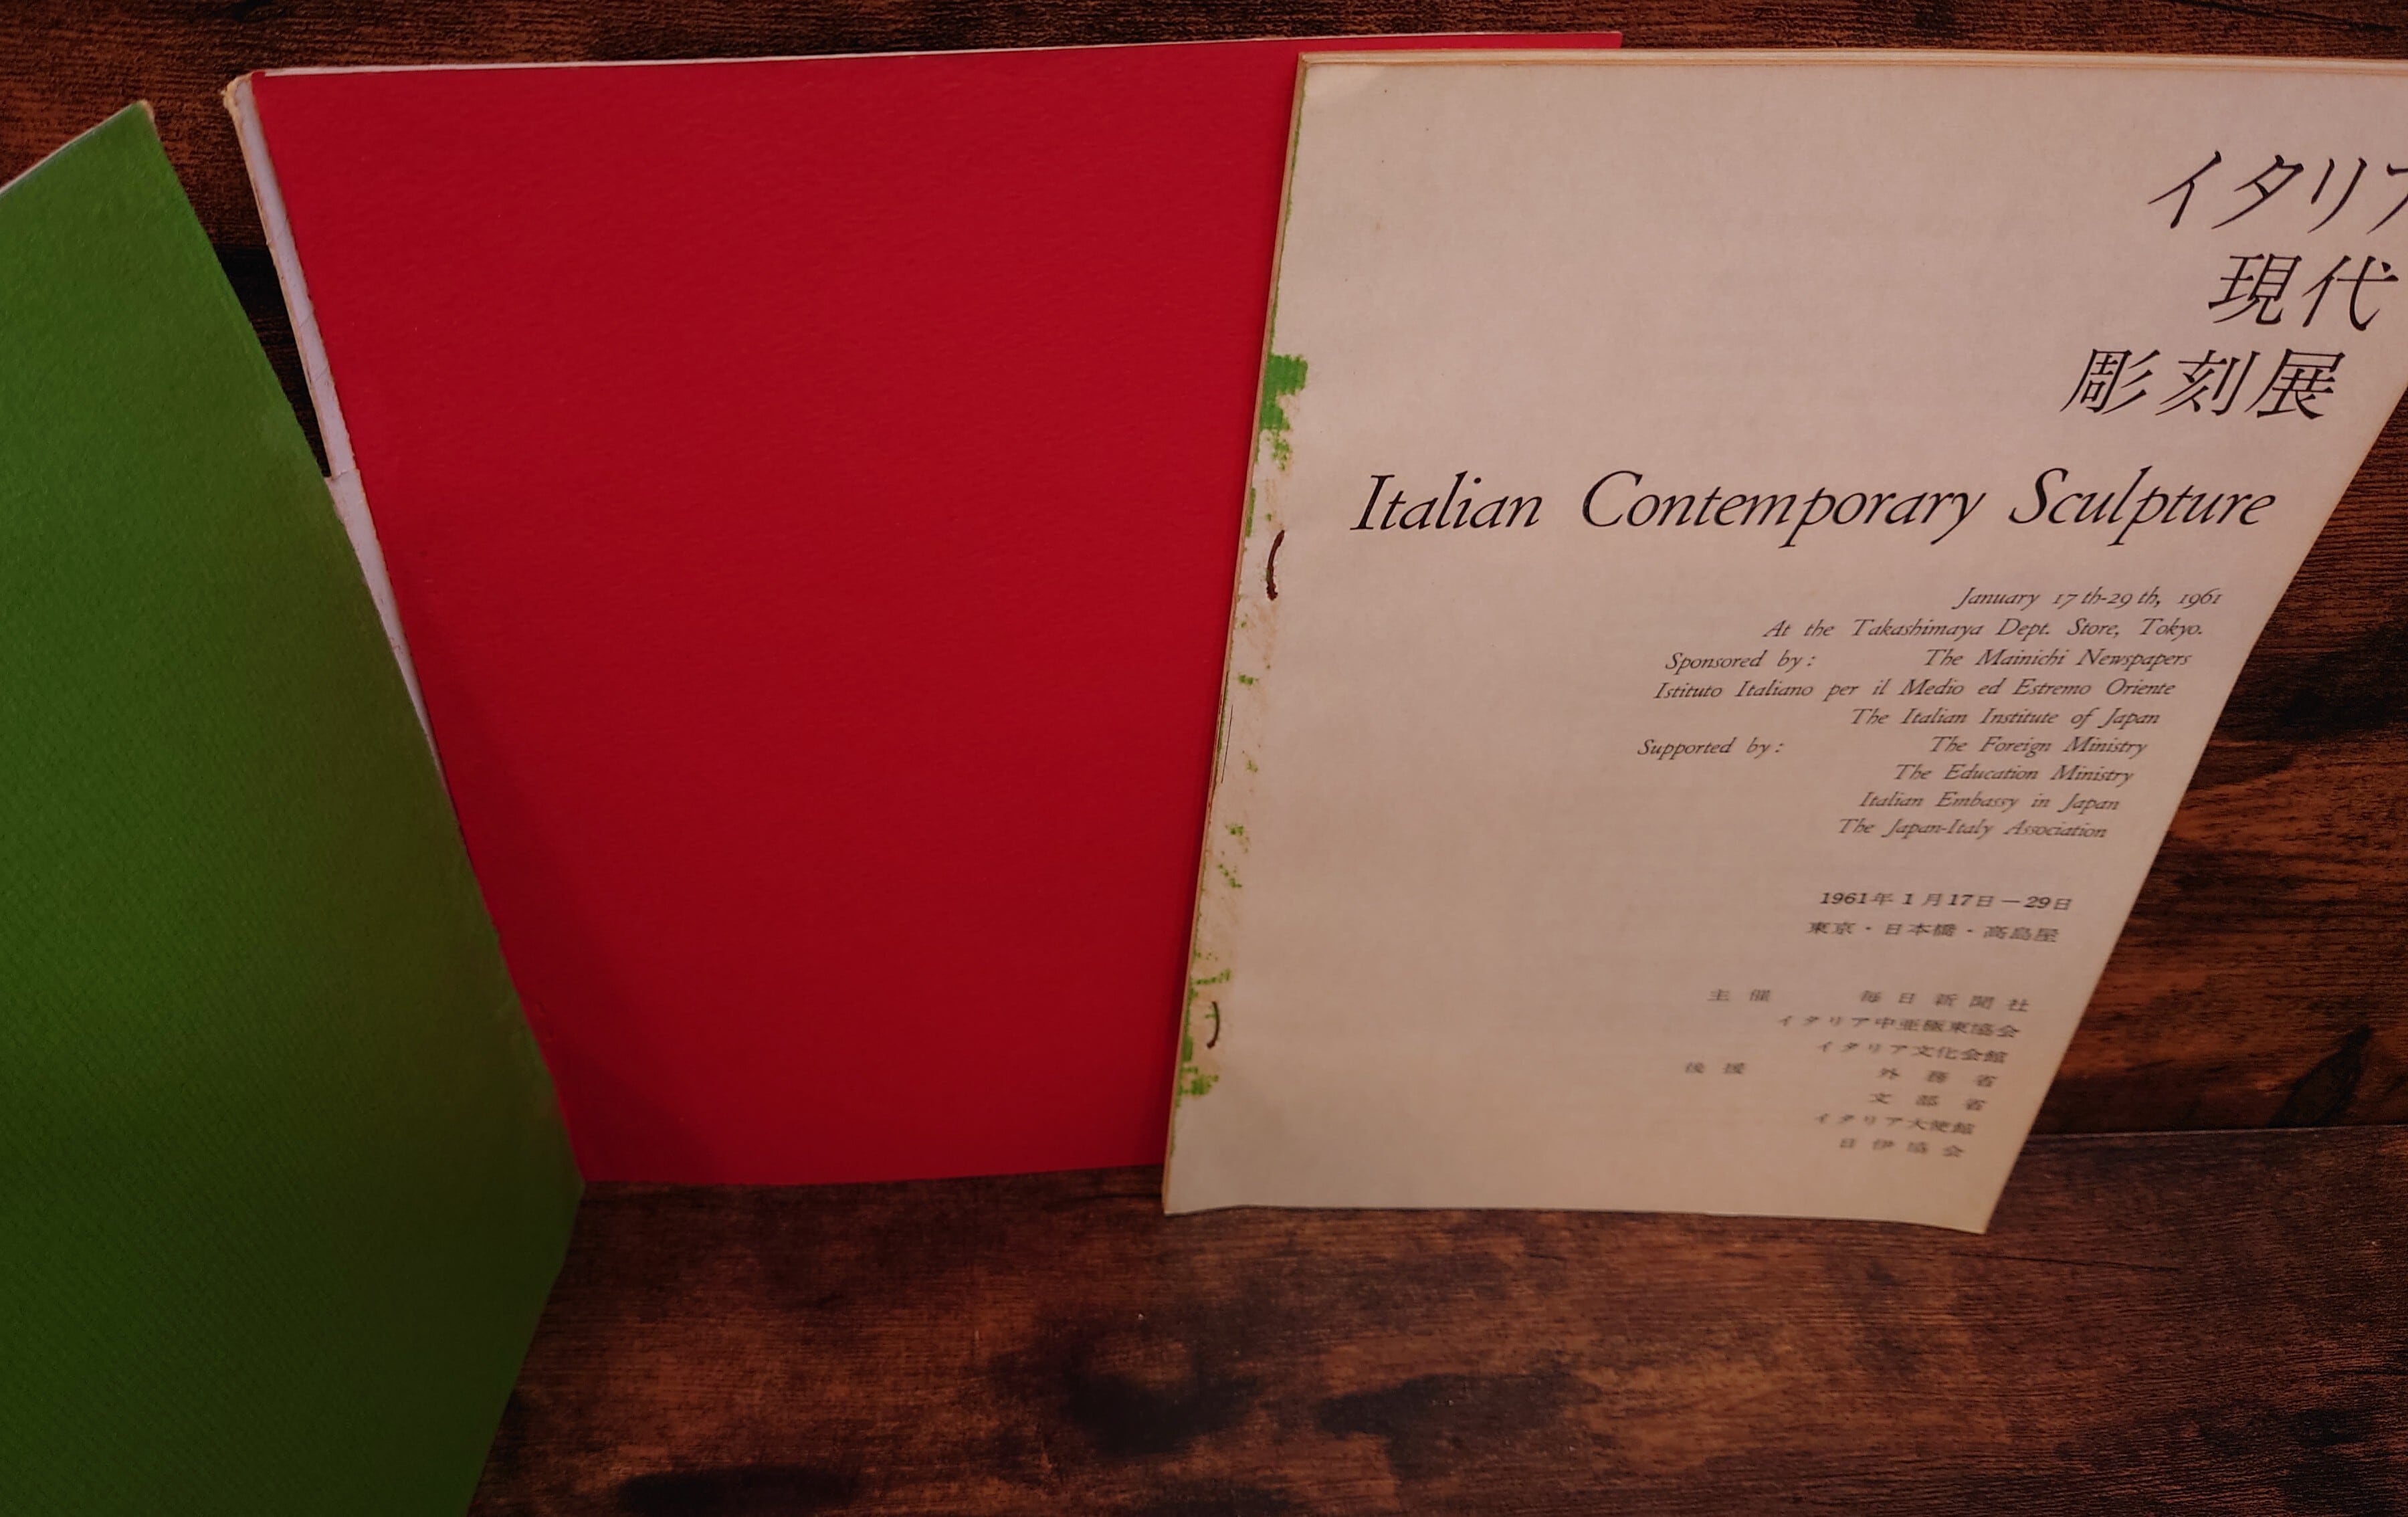 イタリア
現代
彫刻展
Italian Contemporary Sculpture
January 17 th-29 th, 1961
At the Takashimaya Dept. Store, Tokyo.
Sponsored by : The Mainichi Newspapers
Istituto Italiano per il Medio ed Estremo Oriente
The Italian Institute of Japan
Supported by : The Foreign Ministry
The Education Ministry
Italian Embassy in Japan
The Japan-Italy Association
1961年 1 月 17日 — 29日
東京・日本橋・高島屋
主 催 毎 日 新 聞 社
イタリア中亜極東協会
イタリア文化会館
後 援 外 務 省
文 部 省
イタリア大使館
日 伊 協 会